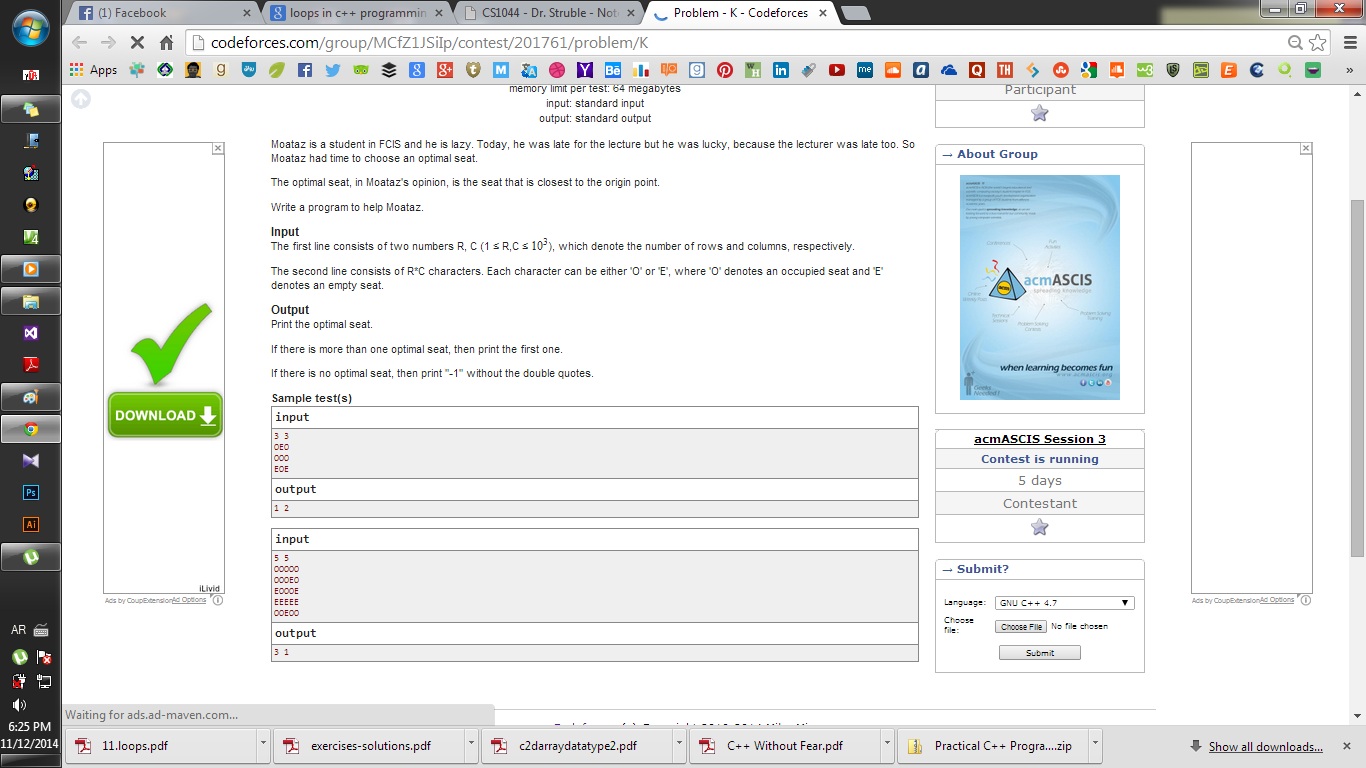 (1) Facebook
loops in c++ programmin
CS1044 - Dr. Struble - Not
Problem - K - Codeforces
codeforces.com/group/MCfZ1JSiIp/contest/201761/problem/K
Apps
memory limit per test: 64 megabytes
input: standard input
output: standard output
Moataz is a student in FCIS and he is lazy. Today, he was late for the lecture but he was lucky, because the lecturer was late too. So
Moataz had time to choose an optimal seat.
The optimal seat, in Moataz's opinion, is the seat that is closest to the origin point.
Write a program to help Moataz.
Input
The first line consists of two numbers R, C (1 ≤ R,C ≤ 10³), which denote the number of rows and columns, respectively.
The second line consists of R*C characters. Each character can be either 'O' or 'E', where 'O' denotes an occupied seat and 'E'
denotes an empty seat.
Output
Print the optimal seat.
If there is more than one optimal seat, then print the first one.
If there is no optimal seat, then print "-1" without the double quotes.
Sample test(s)
input
3 3
OEO
OOO
EOE
output
1 2
input
5 5
OOOOO
OOOEO
EOOOE
EEEEE
OOEOO
output
3 1
Participant
→ About Group
acmASCIS
spreading knowledge
when learning becomes fun
www.acmascis.org
acmASCIS Session 3
Contest is running
5 days
Contestant
→ Submit?
Language:
GNU C++ 4.7
Choose
file:
Choose File
No file chosen
Submit
DOWNLOAD
iLivid
Ads by CoupExtension
Ad Options
Ads by CoupExtension
Ad Options
AR
6:25 PM
11/12/2014
Waiting for ads.ad-maven.com...
11.loops.pdf
exercises-solutions.pdf
c2darraydatatype2.pdf
C++ Without Fear.pdf
Practical C++ Progra....zip
Show all downloads...